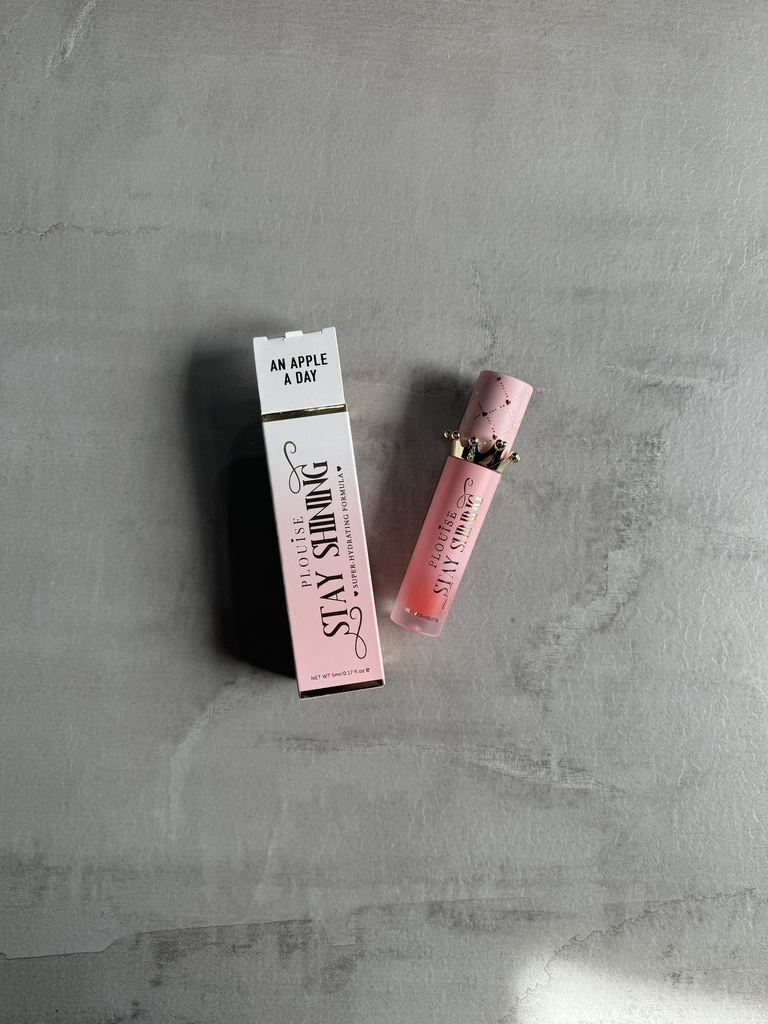 AN APPLE
A DAY
PLOUISE
STAY SHINING
♥ SUPER-HYDRATING FORMULA ♥
NET WT 5ml/0.17 fl.oz e
PLOUISE
STAY SHINING